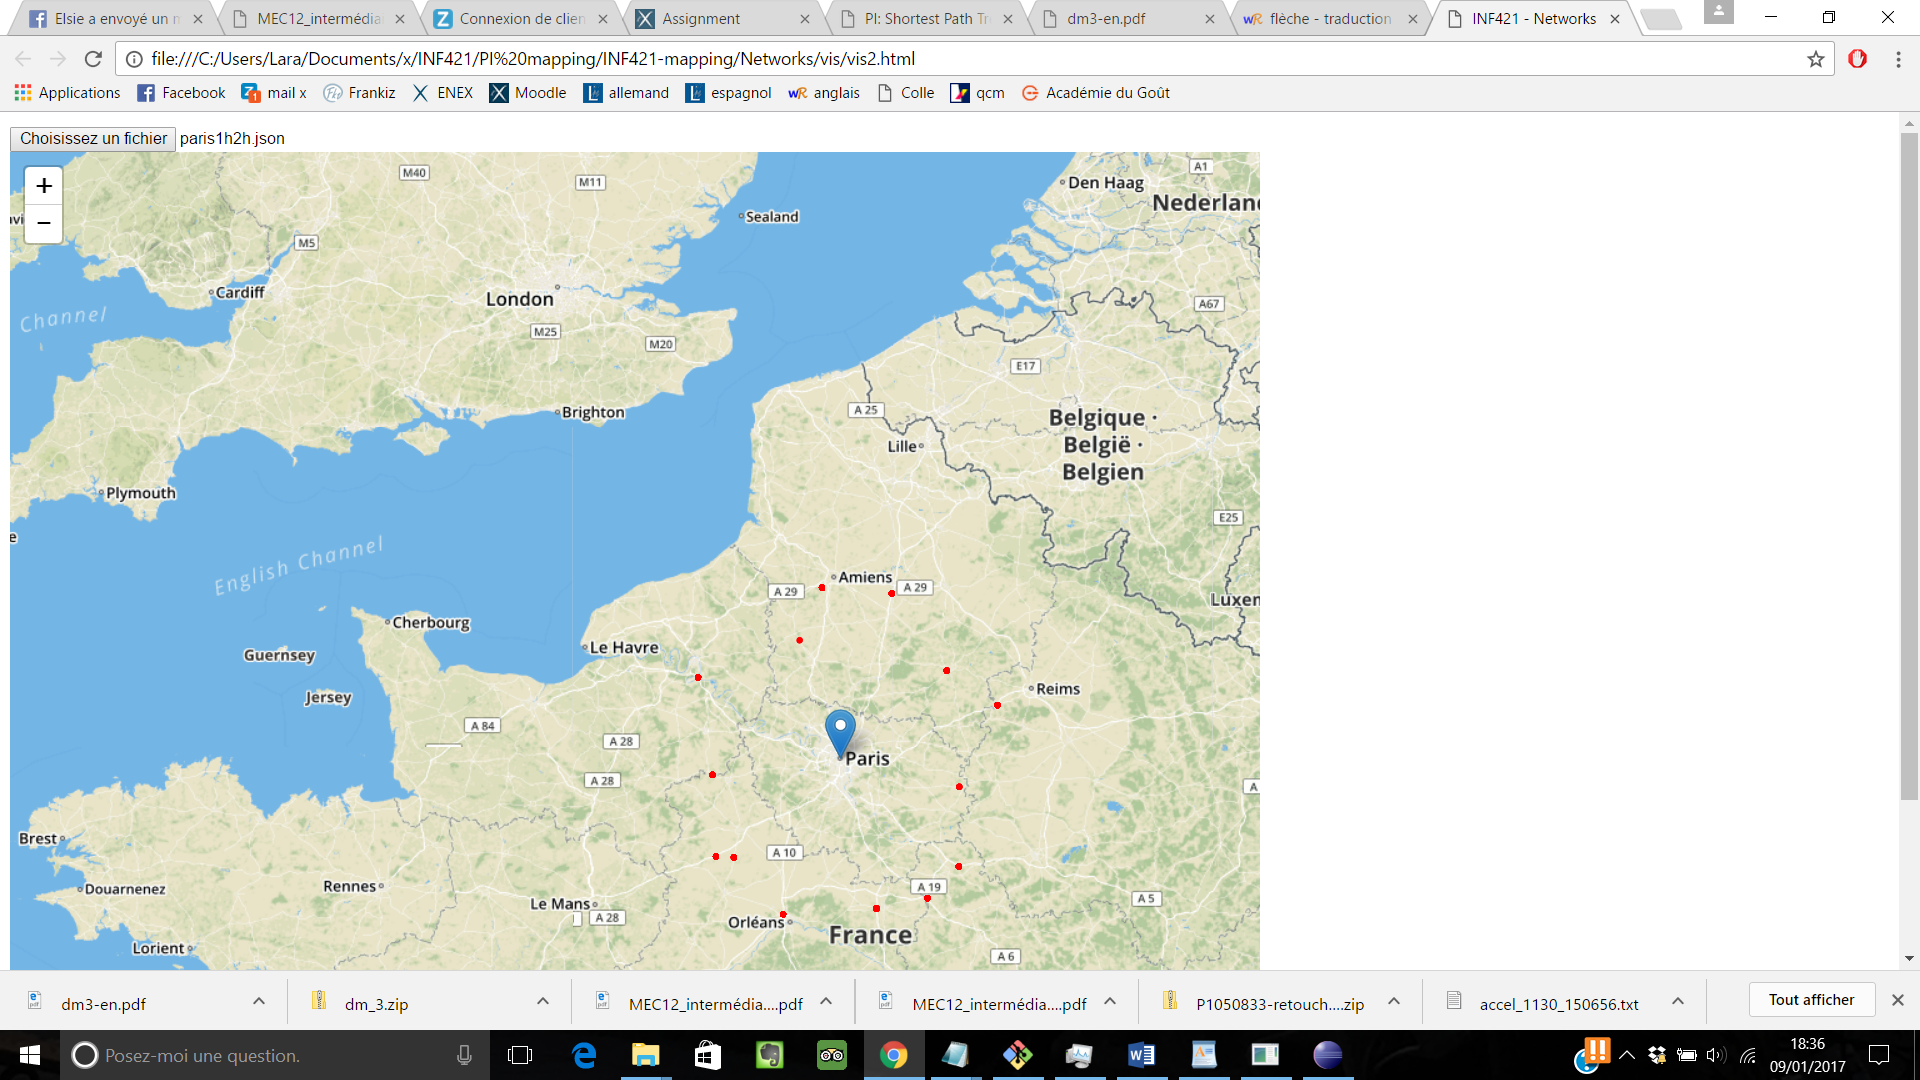 Elsie a envoyé un m
MEC12_intermédia
Connexion de clien
Assignment
PI: Shortest Path Tr
dm3-en.pdf
flèche - traduction
INF421 - Networks
file:///C:/Users/Lara/Documents/x/INF421/PI%20mapping/INF421-mapping/Networks/vis/vis2.html
Applications Facebook mail x Frankiz ENEX Moodle allemand espagnol anglais Colle qcm Académie du Goût
Choisissez un fichier paris1h2h.json
+
−
M40
M11
A1
Den Haag
Nederlan
Sealand
M5
Cardiff
London
A67
Channel
M25
M20
E17
A 25
Brighton
Belgique ·
België ·
Belgien
Lille
Plymouth
E25
English Channel
Amiens
A 29
A 29
Luxen
Cherbourg
Le Havre
Guernsey
Reims
Jersey
A 84
A 28
Paris
A 28
A
Brest
A 10
Douarnenez
Rennes
A 19
A 5
Le Mans
A 28
Orléans
France
Lorient
A 6
dm3-en.pdf
dm_3.zip
MEC12_intermédia....pdf
MEC12_intermédia....pdf
P1050833-retouch....zip
accel_1130_150656.txt
Tout afficher
Posez-moi une question.
18:36
09/01/2017